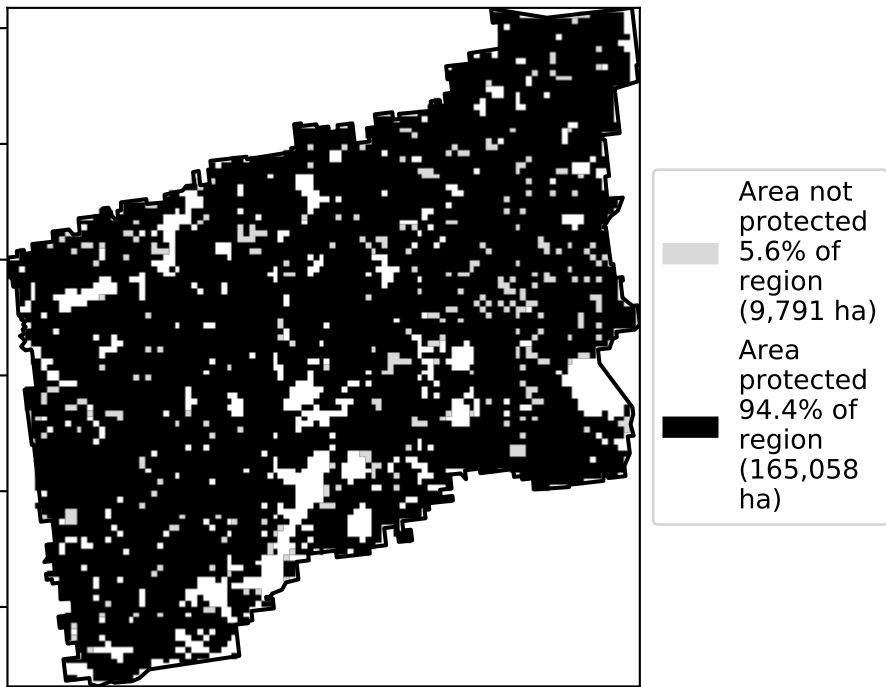 Area not
protected
5.6% of
region
(9,791 ha)
Area
protected
94.4% of
region
(165,058
ha)